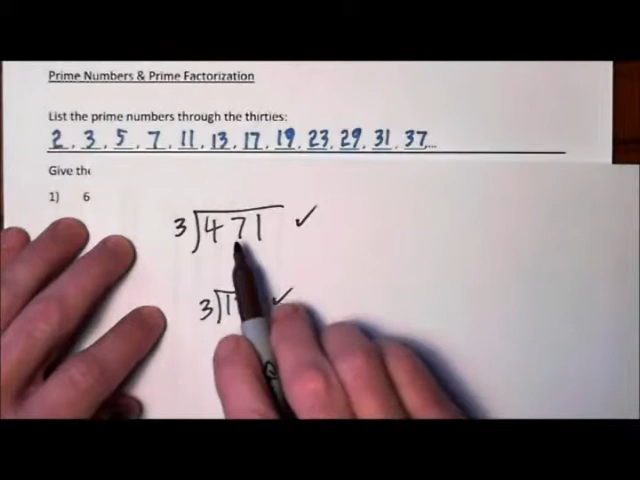 Prime Numbers & Prime Factorization
List the prime numbers through the thirties:
2, 3, 5, 7, 11, 13, 17, 19, 23, 29, 31, 37,...
Give the
1) 6
3)471 ✓
3)1 ✓